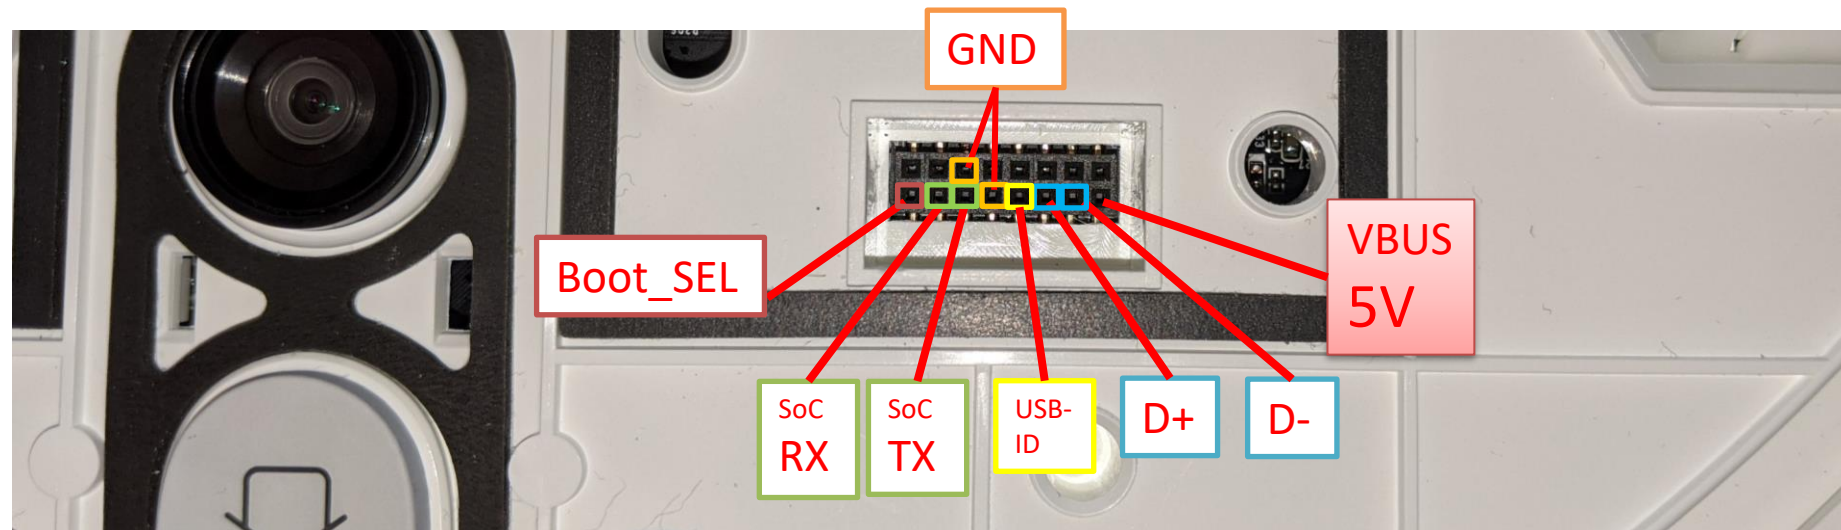 GND
VBUS
5V
Boot_SEL
SoC
RX
SoC
TX
USB-
ID
D+
D-